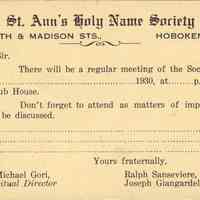 St. Ann's Holy Name Society
TH & MADISON STS., HOBOKEN
Sir.
There will be a regular meeting of the Soc
1930, at p.
ub House.
Don't forget to attend as matters of imp
be discussed.
Yours fraternally,
Michael Gori, Ralph Sanseviere,
itual Director Joseph Giangardel